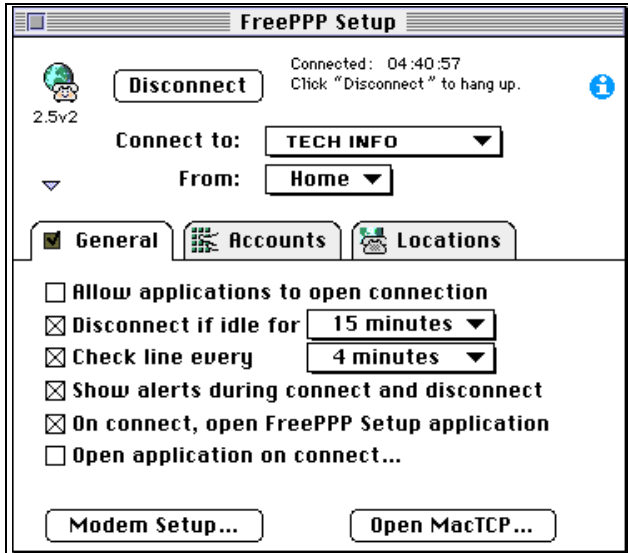 FreePPP Setup
Connected: 04:40:57
Disconnect Click "Disconnect" to hang up.
2.5v2
Connect to: TECH INFO
From: Home
General Accounts Locations
Allow applications to open connection
Disconnect if idle for 15 minutes
Check line every 4 minutes
Show alerts during connect and disconnect
On connect, open FreePPP Setup application
Open application on connect...
Modem Setup... Open MacTCP...